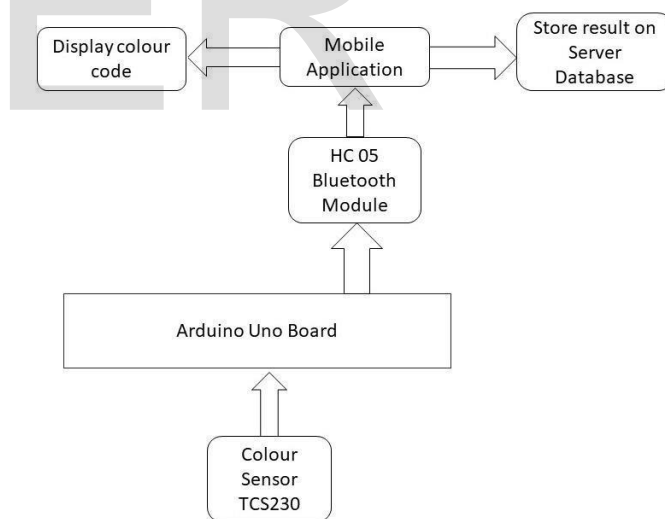 Display colour
code
Mobile
Application
Store result on
Server
Database
HC 05
Bluetooth
Module
Arduino Uno Board
Colour
Sensor
TCS230
ER